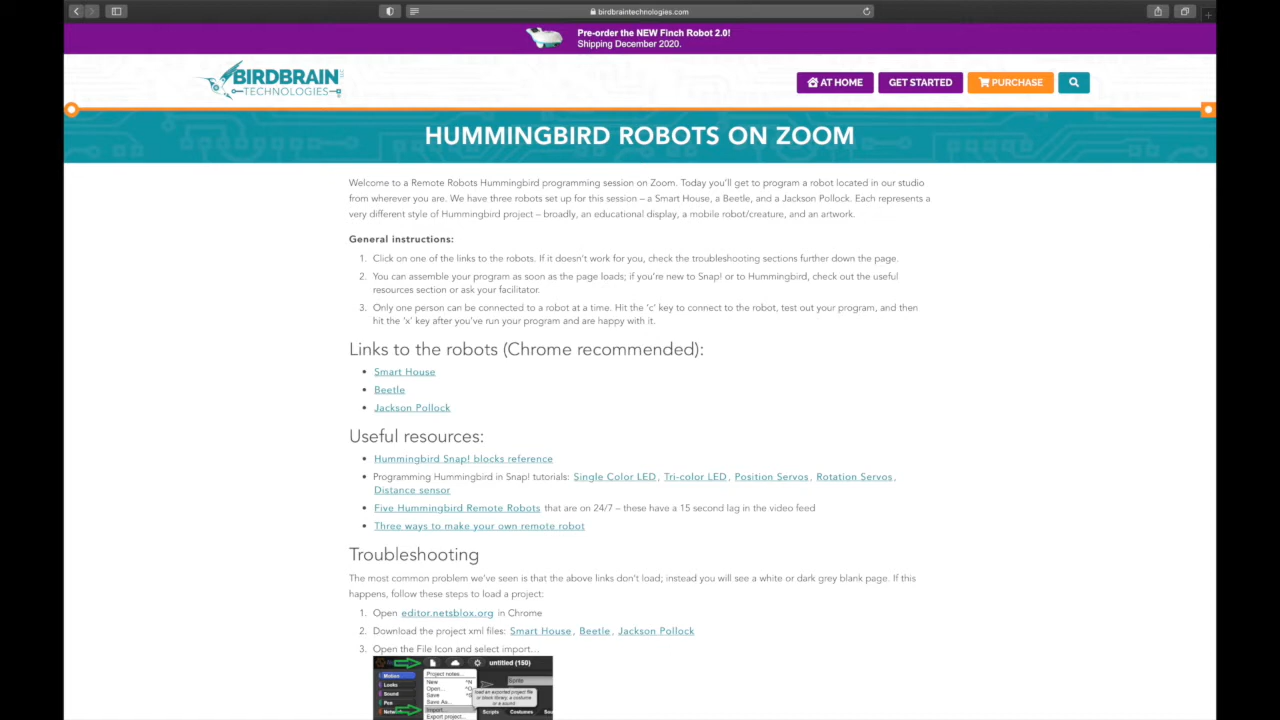 birdbraintechnologies.com
Pre-order the NEW Finch Robot 2.0!
Shipping December 2020.
BIRDBRAIN
TECHNOLOGIES
AT HOME
GET STARTED
PURCHASE
HUMMINGBIRD ROBOTS ON ZOOM
Welcome to a Remote Robots Hummingbird programming session on Zoom. Today you'll get to program a robot located in our studio
from wherever you are. We have three robots set up for this session – a Smart House, a Beetle, and a Jackson Pollock. Each represents a
very different style of Hummingbird project – broadly, an educational display, a mobile robot/creature, and an artwork.
General instructions:
1. Click on one of the links to the robots. If it doesn't work for you, check the troubleshooting sections further down the page.
2. You can assemble your program as soon as the page loads; if you're new to Snap! or to Hummingbird, check out the useful
resources section or ask your facilitator.
3. Only one person can be connected to a robot at a time. Hit the 'c' key to connect to the robot, test out your program, and then
hit the 'x' key after you've run your program and are happy with it.
Links to the robots (Chrome recommended):
• Smart House
• Beetle
• Jackson Pollock
Useful resources:
• Hummingbird Snap! blocks reference
• Programming Hummingbird in Snap! tutorials: Single Color LED, Tri-color LED, Position Servos, Rotation Servos,
Distance sensor
• Five Hummingbird Remote Robots that are on 24/7 – these have a 15 second lag in the video feed
• Three ways to make your own remote robot
Troubleshooting
The most common problem we've seen is that the above links don't load; instead you will see a white or dark grey blank page. If this
happens, follow these steps to load a project:
1. Open editor.netsblox.org in Chrome
2. Download the project xml files: Smart House, Beetle, Jackson Pollock
3. Open the File Icon and select import...
untitled (150)
Motion
Looks
Sound
Pen
Project notes...
New ^N
Open... ^O
Save ^S
Save As...
Import...
Export project...
load an exported project file
or block library, a costume
or a sound
Sprite
Scripts Costumes